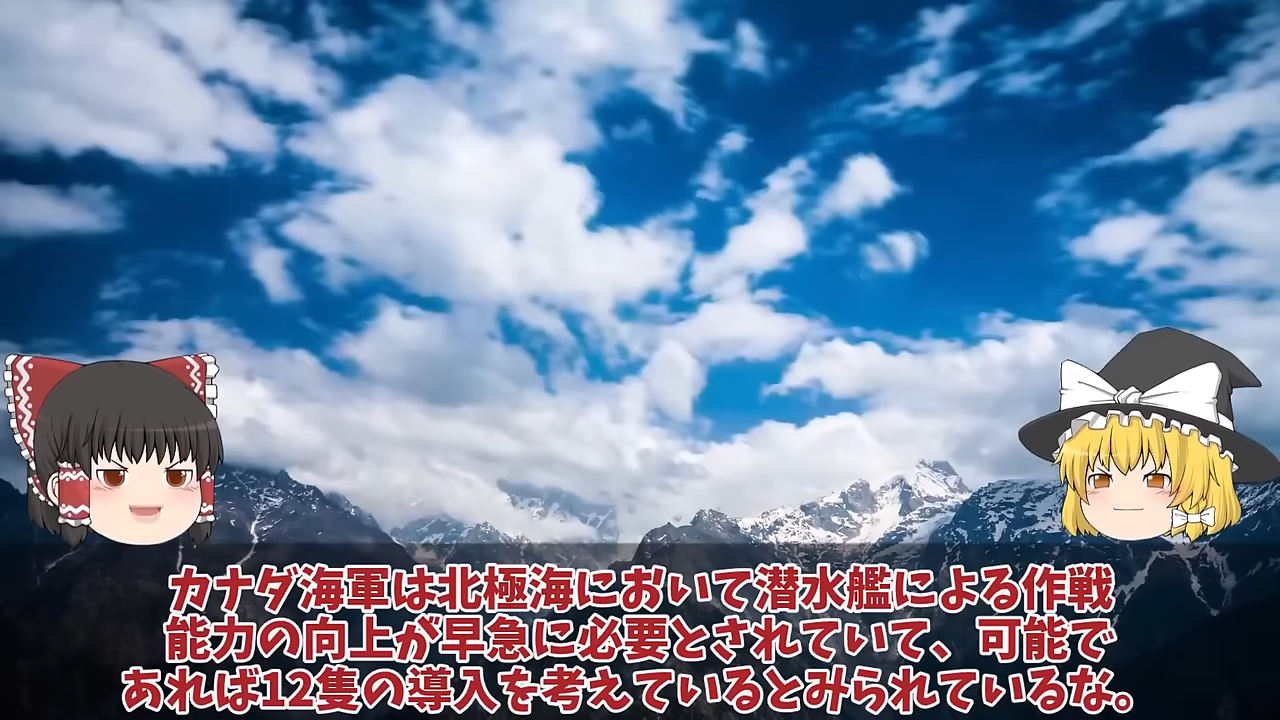 カナダ海軍は北極海において潜水艦による作戦
能力の向上が早急に必要とされていて、可能で
あれば12隻の導入を考えているとみられているな。